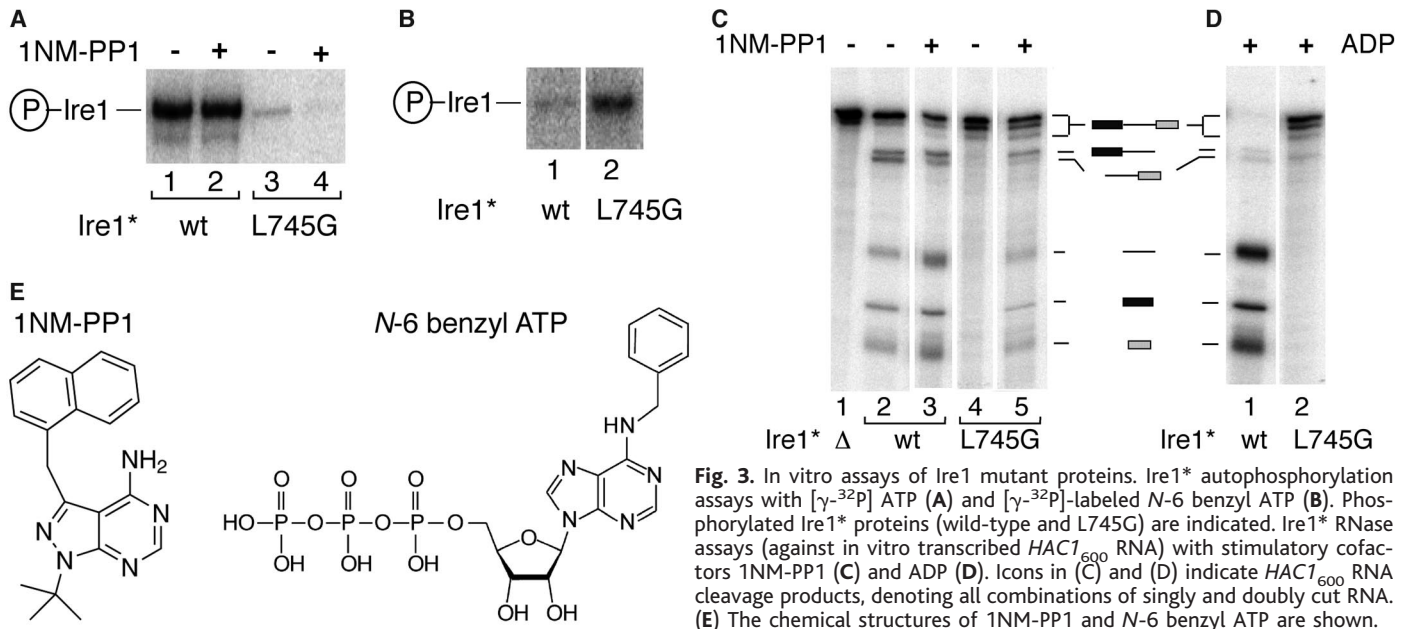 A
1NM-PP1 - + - +
P-Ire1
1 2 3 4
Ire1* wt L745G
B
P-Ire1
1 2
Ire1* wt L745G
C
1NM-PP1 - - + - +
1 2 3 4 5
Ire1* Δ wt L745G
D
+ + ADP
1 2
Ire1* wt L745G
E
1NM-PP1
NH2
N
N
N
N
N-6 benzyl ATP
HN
N
N
N
N
O O O
HO-P-O-P-O-P-O
OH OH OH
O
OH OH
Fig. 3. In vitro assays of Ire1 mutant proteins. Ire1* autophosphorylation
assays with [γ-³²P] ATP (A) and [γ-³²P]-labeled N-6 benzyl ATP (B). Phos-
phorylated Ire1* proteins (wild-type and L745G) are indicated. Ire1* RNase
assays (against in vitro transcribed HAC1₆₀₀ RNA) with stimulatory cofac-
tors 1NM-PP1 (C) and ADP (D). Icons in (C) and (D) indicate HAC1₆₀₀ RNA
cleavage products, denoting all combinations of singly and doubly cut RNA.
(E) The chemical structures of 1NM-PP1 and N-6 benzyl ATP are shown.